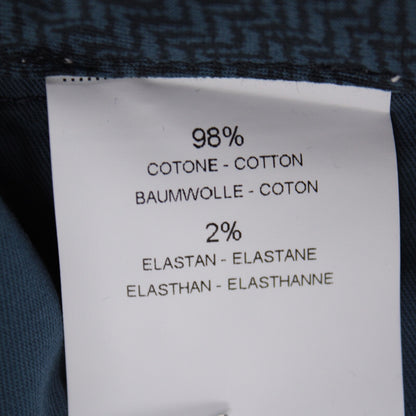 98%
COTONE - COTTON
BAUMWOLLE - COTON
2%
ELASTAN - ELASTANE
ELASTHAN - ELASTHANNE